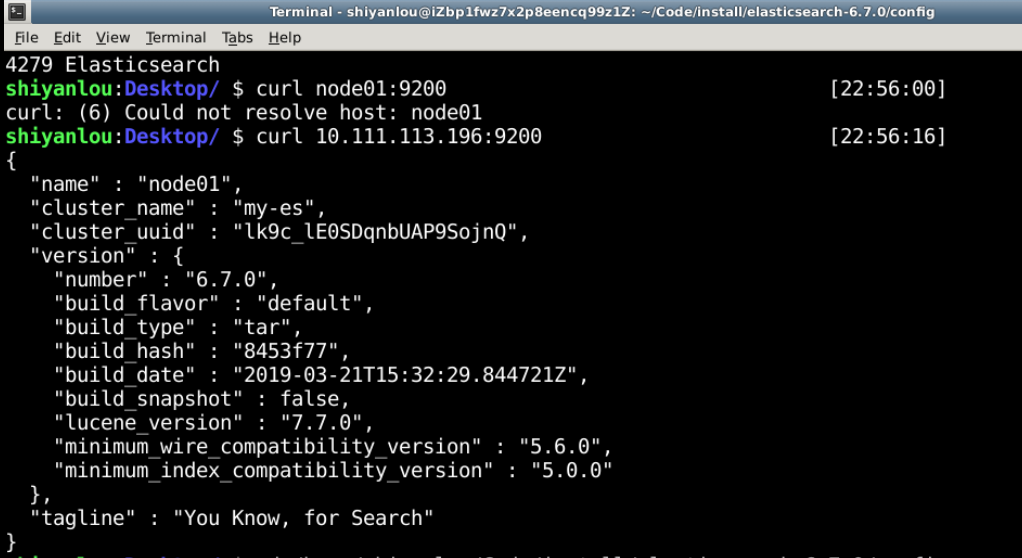 Terminal - shiyanlou@iZbp1fwz7x2p8eencq99z1Z: ~/Code/install/elasticsearch-6.7.0/config
File Edit View Terminal Tabs Help
4279 Elasticsearch
shiyanlou:Desktop/ $ curl node01:9200 [22:56:00]
curl: (6) Could not resolve host: node01
shiyanlou:Desktop/ $ curl 10.111.113.196:9200 [22:56:16]
{
  "name" : "node01",
  "cluster_name" : "my-es",
  "cluster_uuid" : "lk9c_lE0SDqnbUAP9SojnQ",
  "version" : {
    "number" : "6.7.0",
    "build_flavor" : "default",
    "build_type" : "tar",
    "build_hash" : "8453f77",
    "build_date" : "2019-03-21T15:32:29.844721Z",
    "build_snapshot" : false,
    "lucene_version" : "7.7.0",
    "minimum_wire_compatibility_version" : "5.6.0",
    "minimum_index_compatibility_version" : "5.0.0"
  },
  "tagline" : "You Know, for Search"
}